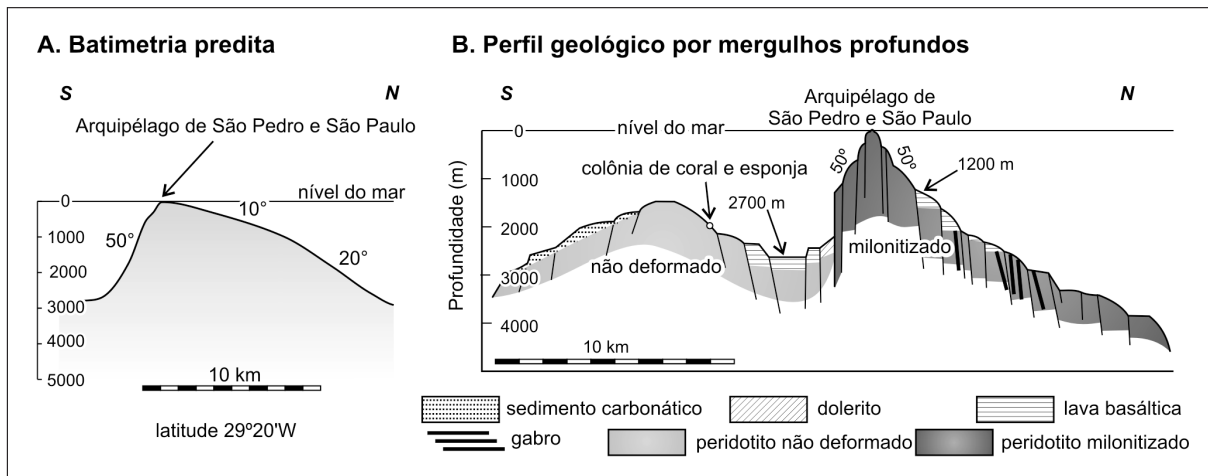 A. Batimetria predita
S
N
Arquipélago de São Pedro e São Paulo
nível do mar
0
1000
2000
3000
4000
5000
50°
10°
20°
10 km
latitude 29º20'W
B. Perfil geológico por mergulhos profundos
S
N
Arquipélago de
São Pedro e São Paulo
nível do mar
colônia de coral e esponja
2700 m
50°
50°
1200 m
Profundidade (m)
0
1000
2000
3000
4000
não deformado
milonitizado
10 km
sedimento carbonático
dolerito
lava basáltica
gabro
peridotito não deformado
peridotito milonitizado